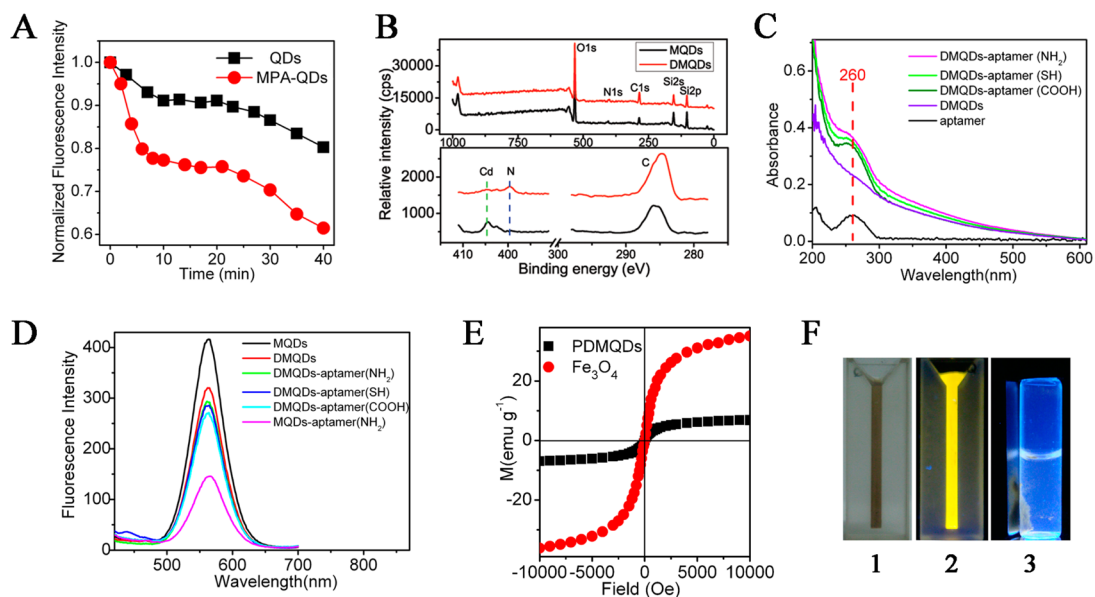 A
Normalized Fluorescence Intensity
1.0
0.9
0.8
0.7
0.6
QDs
MPA-QDs
0 10 20 30 40
Time (min)
B
Relative intensity (cps)
45000
30000
15000
0
O1s
MQDs
DMQDs
N1s
C1s
Si2s
Si2p
1000 750 500 250 0
2500
1500
500
Cd
N
C
410 400 300 286 280
Binding energy (eV)
C
Absorbance
0.6
0.4
0.2
0.0
260
DMQDs-aptamer (NH₂)
DMQDs-aptamer (SH)
DMQDs-aptamer (COOH)
DMQDs
aptamer
200 300 400 500 600
Wavelength(nm)
D
Fluorescence Intensity
400
300
200
100
0
MQDs
DMQDs
DMQDs-aptamer(NH₂)
DMQDs-aptamer(SH)
DMQDs-aptamer(COOH)
MQDs-aptamer(NH₂)
500 600 700 800
Wavelength(nm)
E
M(emu g⁻¹)
20
0
-20
PDMQDs
Fe₃O₄
-10000 -5000 0 5000 10000
Field (Oe)
F
1 2 3